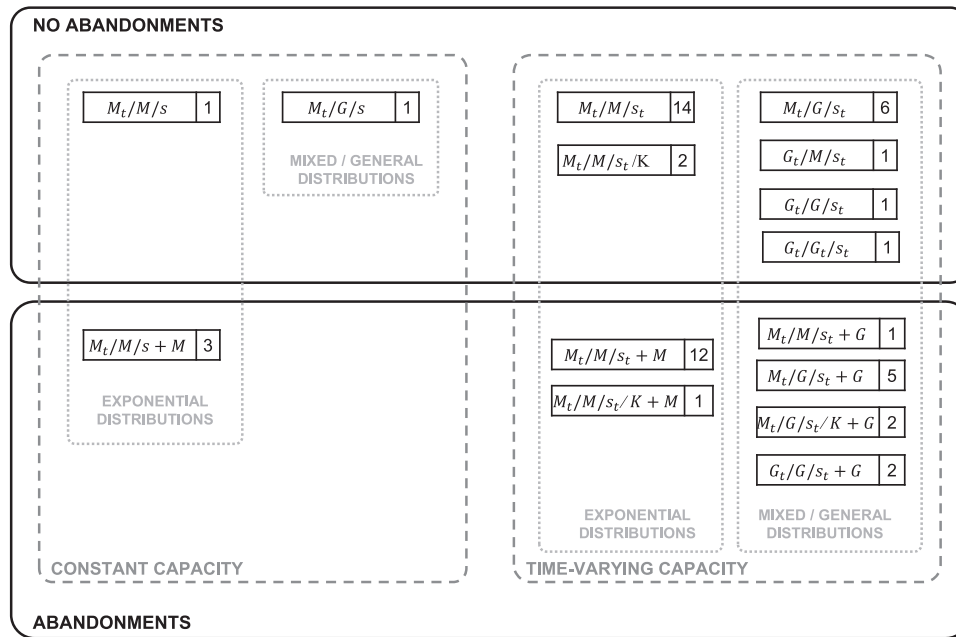 NO ABANDONMENTS
M_t/M/s 1
M_t/G/s 1
MIXED / GENERAL
DISTRIBUTIONS
M_t/M/s_t 14
M_t/M/s_t/K 2
M_t/G/s_t 6
G_t/M/s_t 1
G_t/G/s_t 1
G_t/G_t/s_t 1
M_t/M/s + M 3
EXPONENTIAL
DISTRIBUTIONS
M_t/M/s_t + M 12
M_t/M/s_t/K + M 1
M_t/M/s_t + G 1
M_t/G/s_t + G 5
M_t/G/s_t/K + G 2
G_t/G/s_t + G 2
EXPONENTIAL
DISTRIBUTIONS
MIXED / GENERAL
DISTRIBUTIONS
CONSTANT CAPACITY
TIME-VARYING CAPACITY
ABANDONMENTS